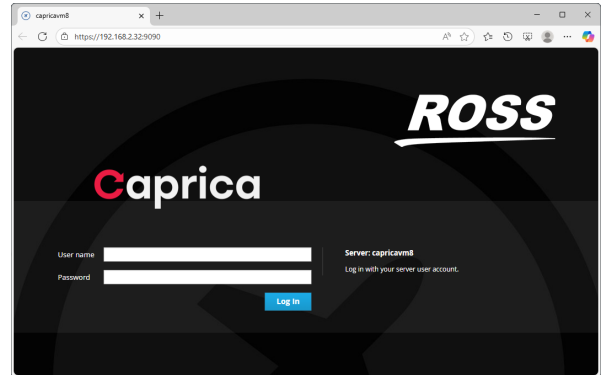 capricavm8
https://192.168.2.32:9090
ROSS
Caprica
User name
Password
Log In
Server: capricavm8
Log in with your server user account.